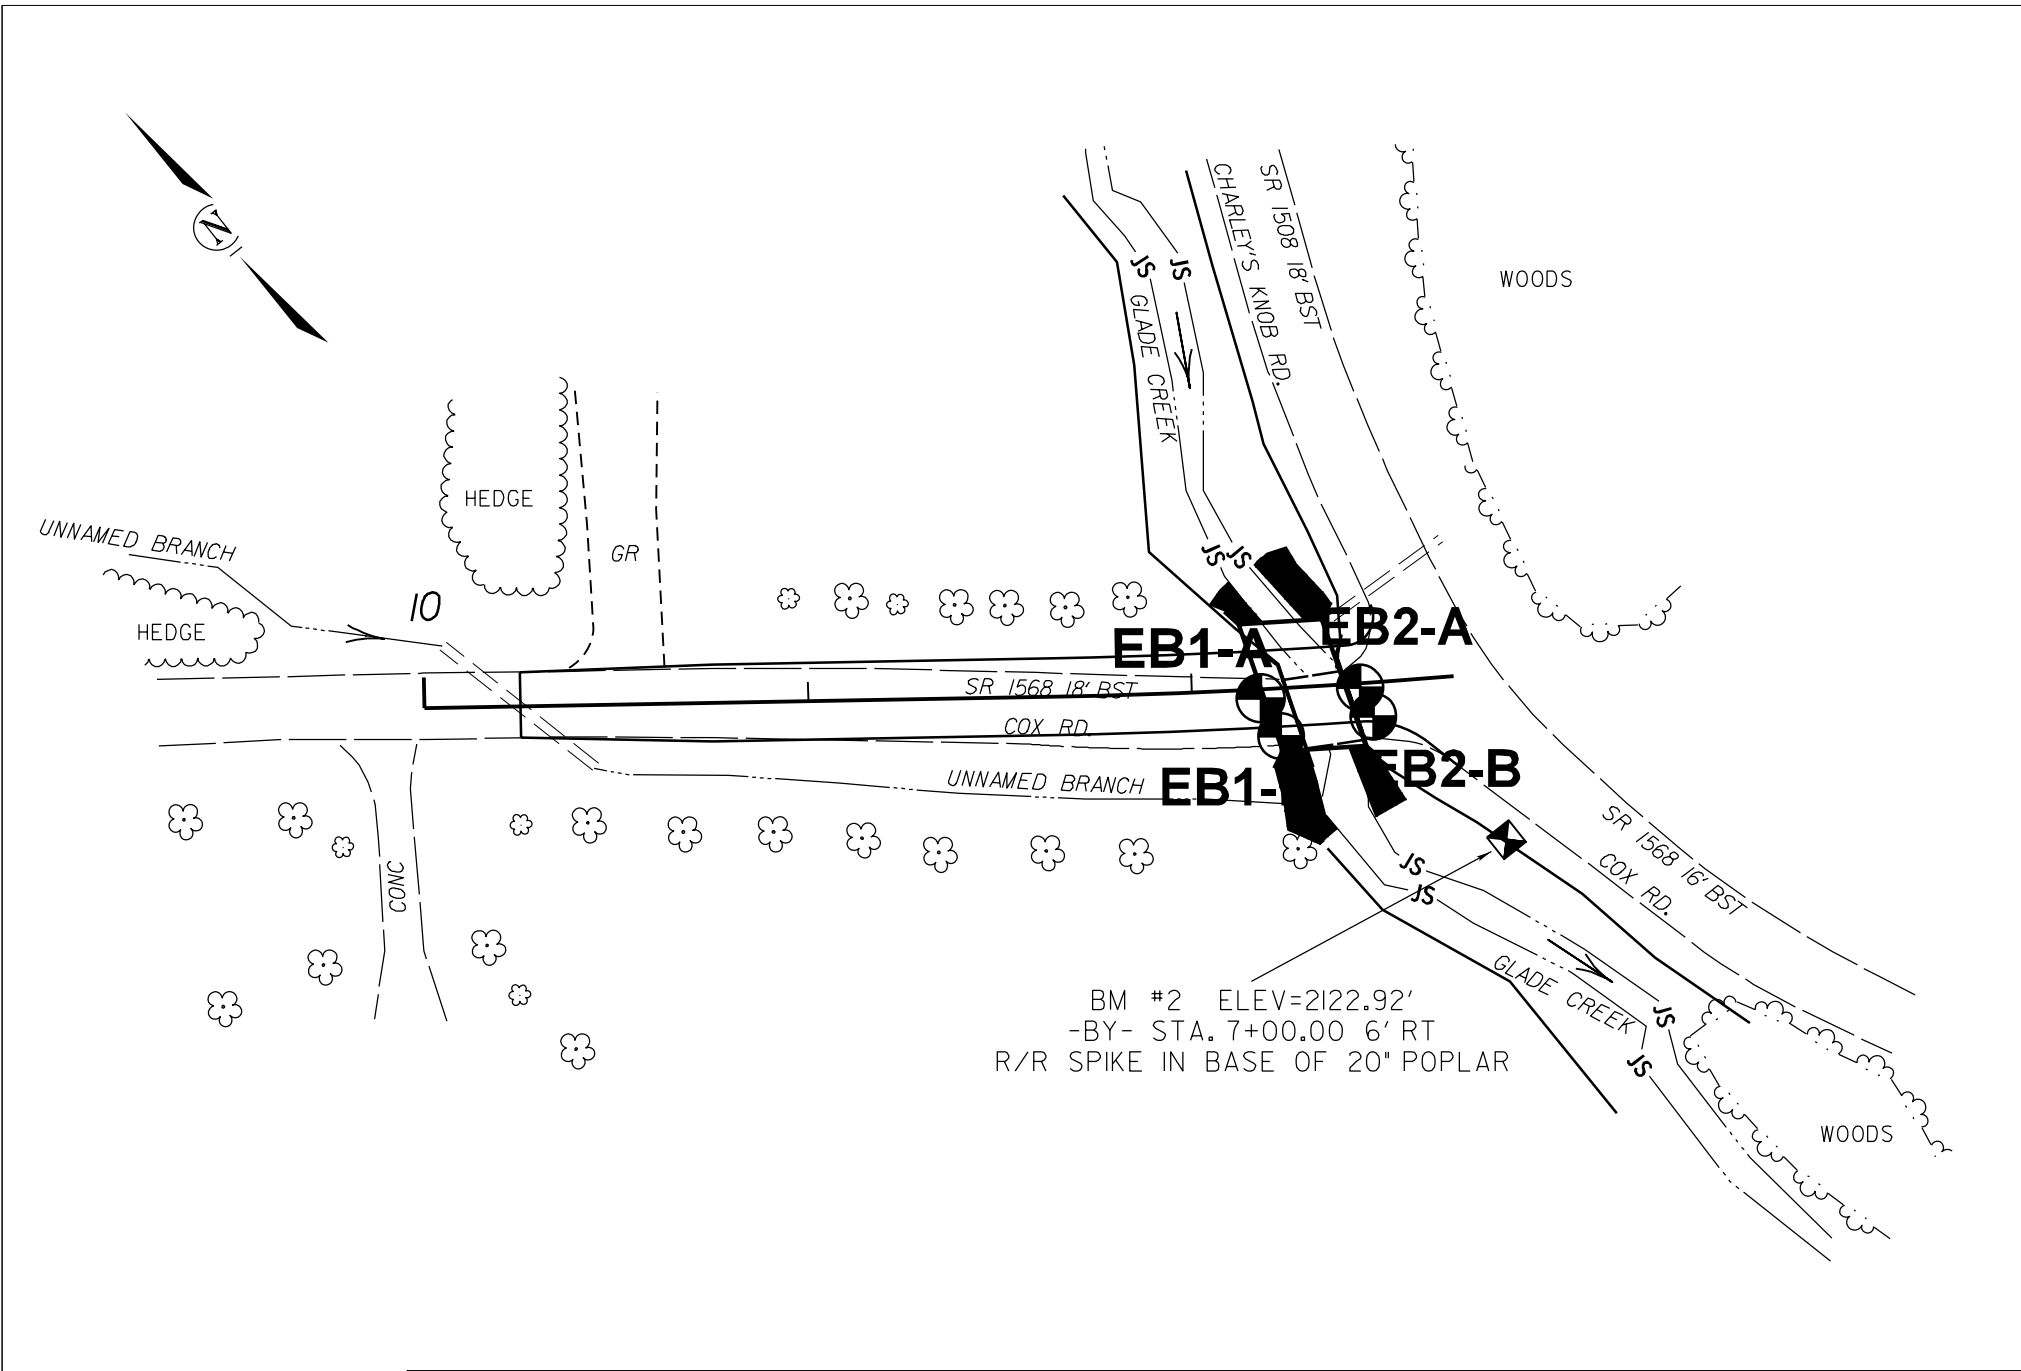 N
SR 1508 18' BST
CHARLEY'S KNOB RD.
WOODS
JS JS
GLADE CREEK
HEDGE
UNNAMED BRANCH
GR
JS JS
10
HEDGE
EB1-A
EB2-A
SR 1568 18' BST
COX RD.
UNNAMED BRANCH
EB1-
EB2-B
SR 1568 16' BST
COX RD.
CONC
JS
JS
GLADE CREEK
BM #2 ELEV=2122.92'
-BY- STA. 7+00.00 6' RT
R/R SPIKE IN BASE OF 20" POPLAR
JS
JS
WOODS